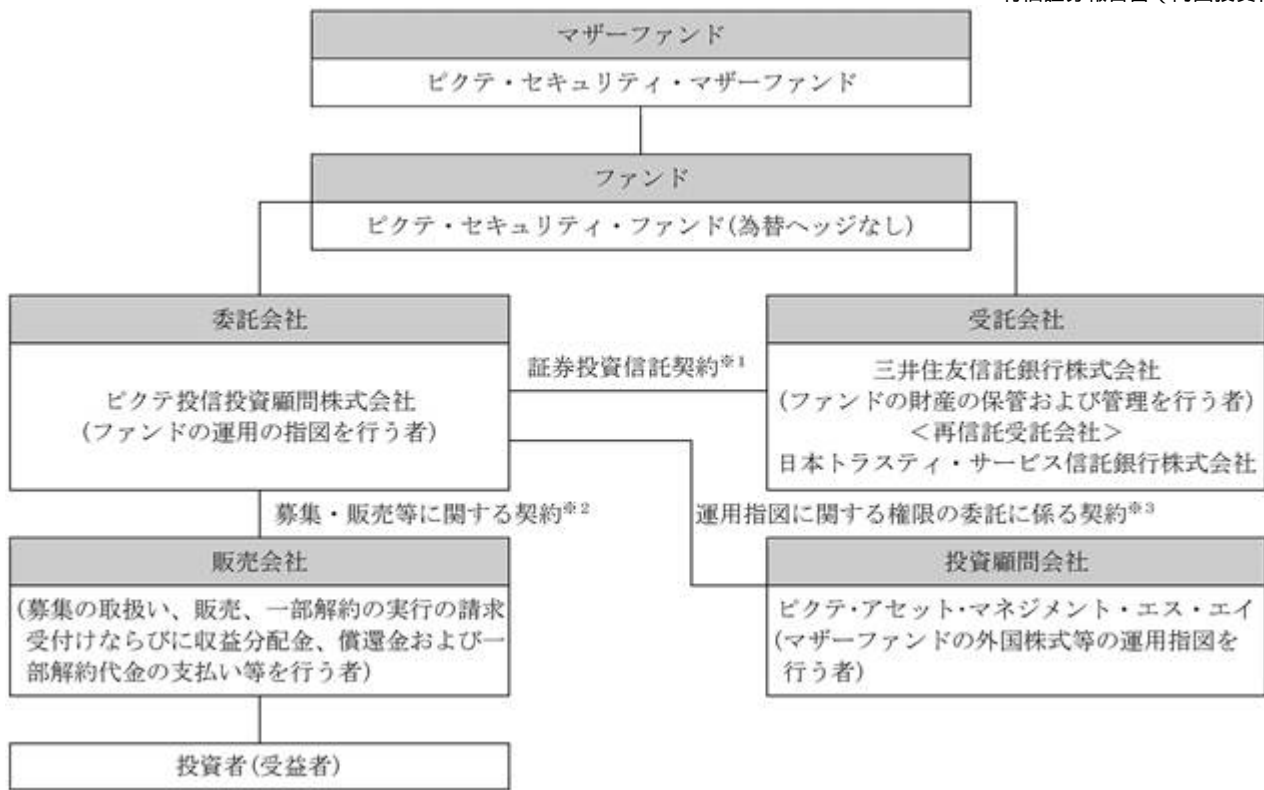 マザーファンド
ピクテ・セキュリティ・マザーファンド
ファンド
ピクテ・セキュリティ・ファンド(為替ヘッジなし)
委託会社
ピクテ投信投資顧問株式会社
(ファンドの運用の指図を行う者)
証券投資信託契約※1
受託会社
三井住友信託銀行株式会社
(ファンドの財産の保管および管理を行う者)
<再信託受託会社>
日本トラスティ・サービス信託銀行株式会社
募集・販売等に関する契約※2
運用指図に関する権限の委託に係る契約※3
販売会社
(募集の取扱い、販売、一部解約の実行の請求
受付けならびに収益分配金、償還金および一
部解約代金の支払い等を行う者)
投資顧問会社
ピクテ・アセット・マネジメント・エス・エイ
(マザーファンドの外国株式等の運用指図を
行う者)
投資者(受益者)